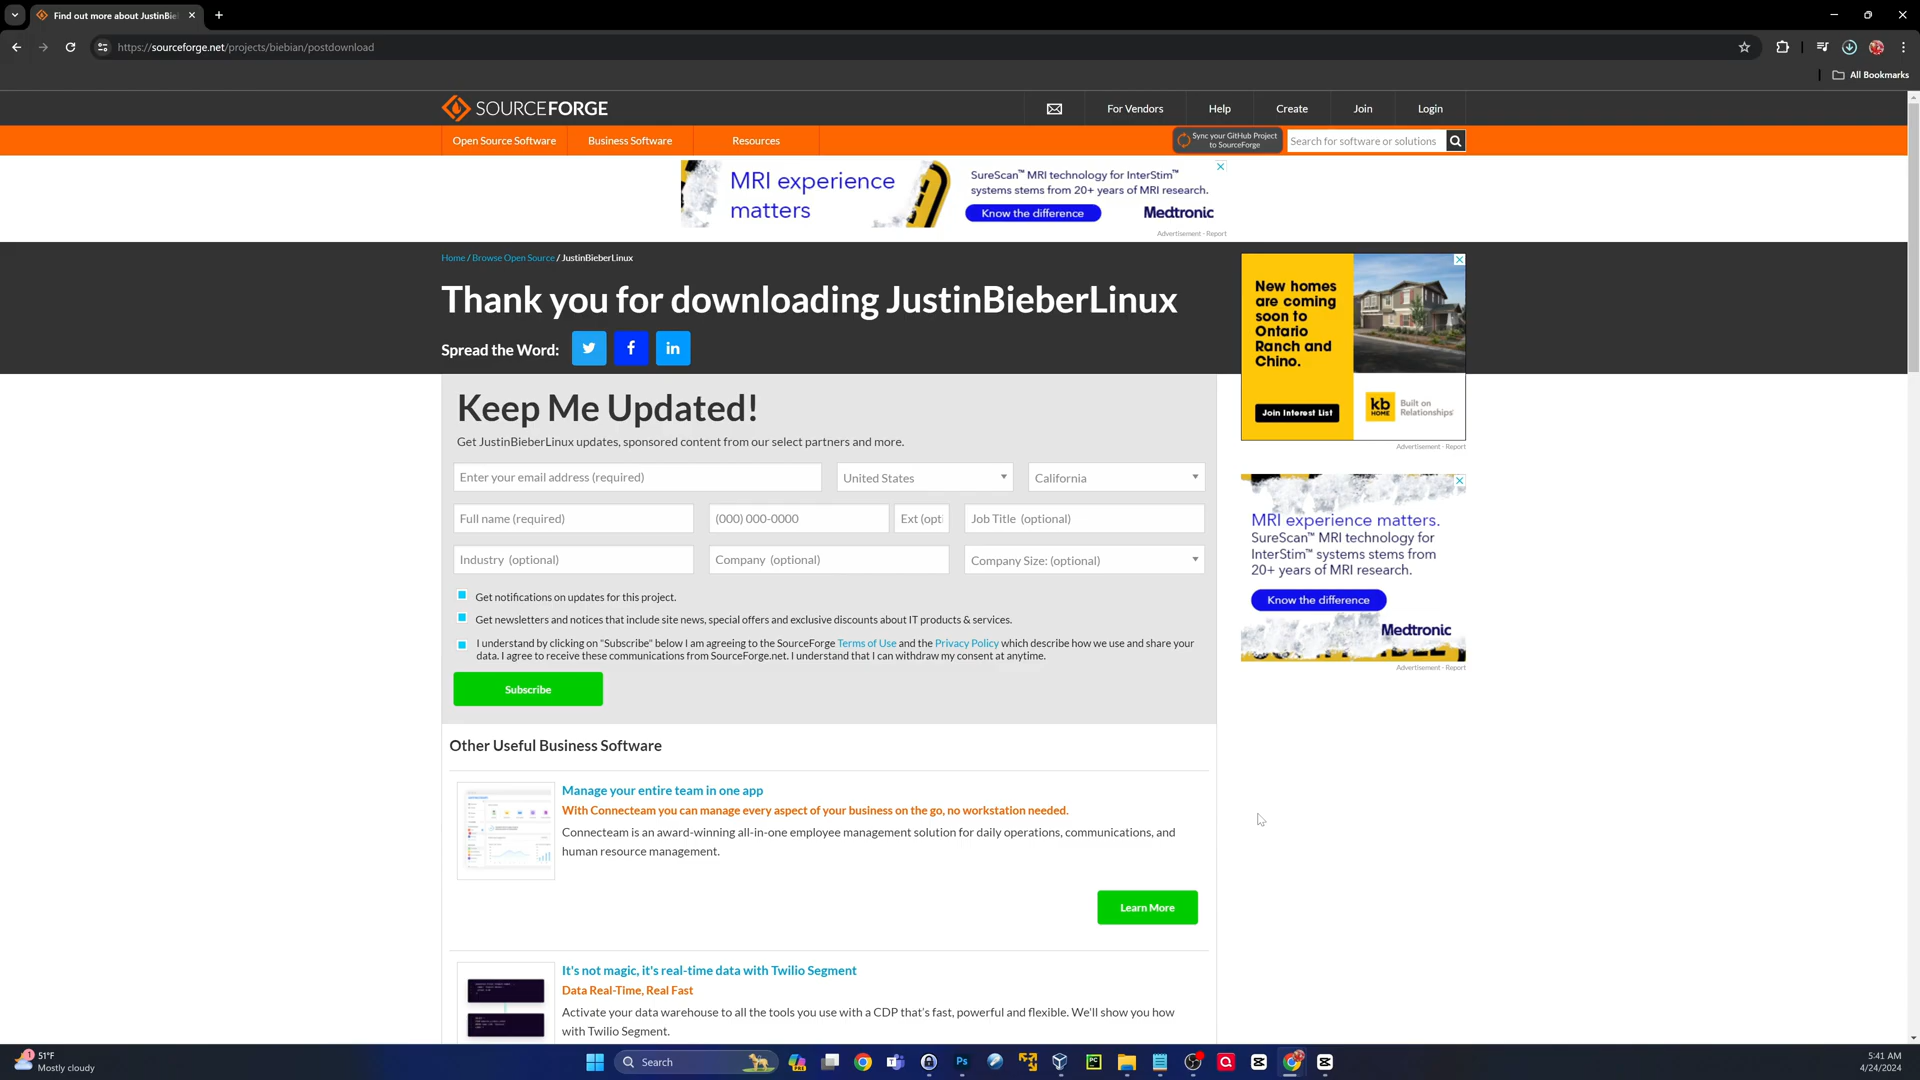 Find out more about JustinBie
https://sourceforge.net/projects/biebian/postdownload
All Bookmarks
SOURCEFORGE
For Vendors
Help
Create
Join
Login
Open Source Software
Business Software
Resources
Sync your GitHub Project
to SourceForge
Search for software or solutions
MRI experience
matters
SureScan™ MRI technology for InterStim™
systems stems from 20+ years of MRI research.
Know the difference
Medtronic
Advertisement - Report
Home / Browse Open Source / JustinBieberLinux
Thank you for downloading JustinBieberLinux
Spread the Word:
New homes
are coming
soon to
Ontario
Ranch and
Chino.
Join Interest List
kb
HOME
Built on
Relationships®
Advertisement - Report
Keep Me Updated!
Get JustinBieberLinux updates, sponsored content from our select partners and more.
Enter your email address (required)
United States
California
Full name (required)
(000) 000-0000
Ext (opti
Job Title (optional)
Industry (optional)
Company (optional)
Company Size: (optional)
Get notifications on updates for this project.
Get newsletters and notices that include site news, special offers and exclusive discounts about IT products & services.
I understand by clicking on "Subscribe" below I am agreeing to the SourceForge Terms of Use and the Privacy Policy which describe how we use and share your
data. I agree to receive these communications from SourceForge.net. I understand that I can withdraw my consent at anytime.
Subscribe
MRI experience matters.
SureScan™ MRI technology for
InterStim™ systems stems from
20+ years of MRI research.
Know the difference
Medtronic
Advertisement - Report
Other Useful Business Software
Manage your entire team in one app
With Connecteam you can manage every aspect of your business on the go, no workstation needed.
Connecteam is an award-winning all-in-one employee management solution for daily operations, communications, and
human resource management.
Learn More
It's not magic, it's real-time data with Twilio Segment
Data Real-Time, Real Fast
Activate your data warehouse to all the tools you use with a CDP that's fast, powerful and flexible. We'll show you how
with Twilio Segment.
1
51°F
Mostly cloudy
Search
Ps
PC
5:41 AM
4/24/2024